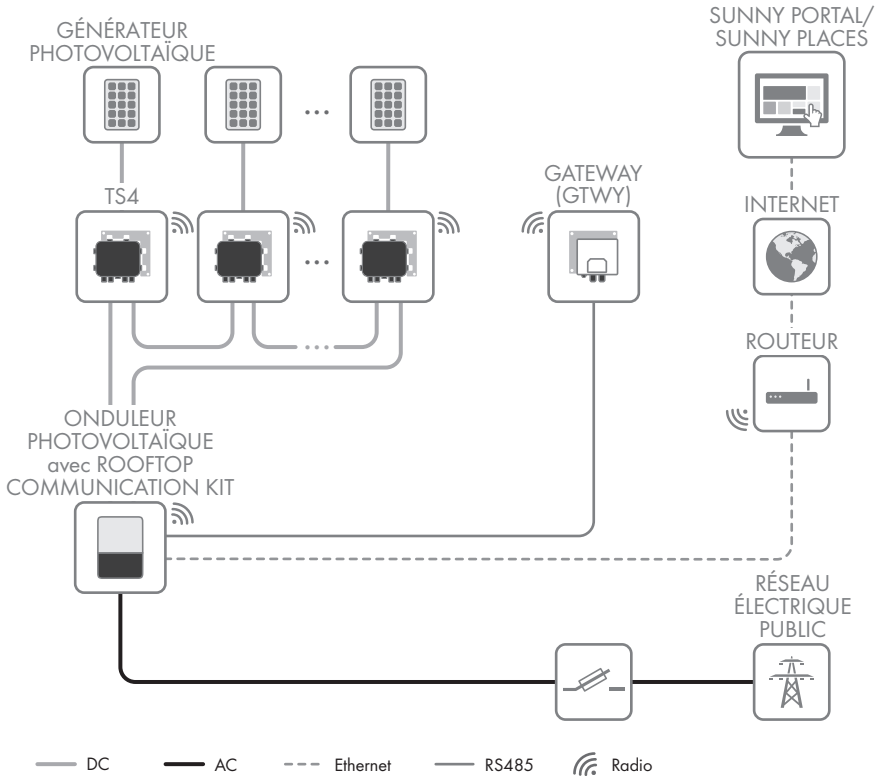 GÉNÉRATEUR
PHOTOVOLTAÏQUE
SUNNY PORTAL/
SUNNY PLACES
TS4
GATEWAY
(GTWY)
INTERNET
ROUTEUR
ONDULEUR
PHOTOVOLTAÏQUE
avec ROOFTOP
COMMUNICATION KIT
RÉSEAU
ÉLECTRIQUE
PUBLIC
DC
AC
Ethernet
RS485
Radio